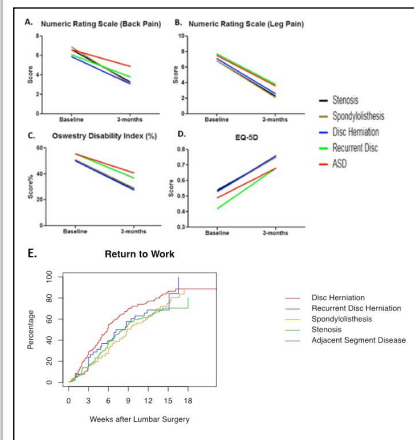 A. Numeric Rating Scale (Back Pain)
8
6
4
2
0
Score
Baseline
3-months
B. Numeric Rating Scale (Leg Pain)
10
8
6
4
2
0
Score
Baseline
3-months
Stenosis
Spondylolisthesis
Disc Herniation
Recurrent Disc
ASD
C. Oswestry Disability Index (%)
60
40
20
0
Score%
Baseline
3-months
D. EQ-5D
0.8
0.7
0.6
0.5
0.4
0.3
Score
Baseline
3-months
E. Return to Work
100
80
60
40
20
0
Percentage
0 3 6 9 12 15 18
Weeks after Lumbar Surgery
Disc Herniation
Recurrent Disc Herniation
Spondylolisthesis
Stenosis
Adjacent Segment Disease